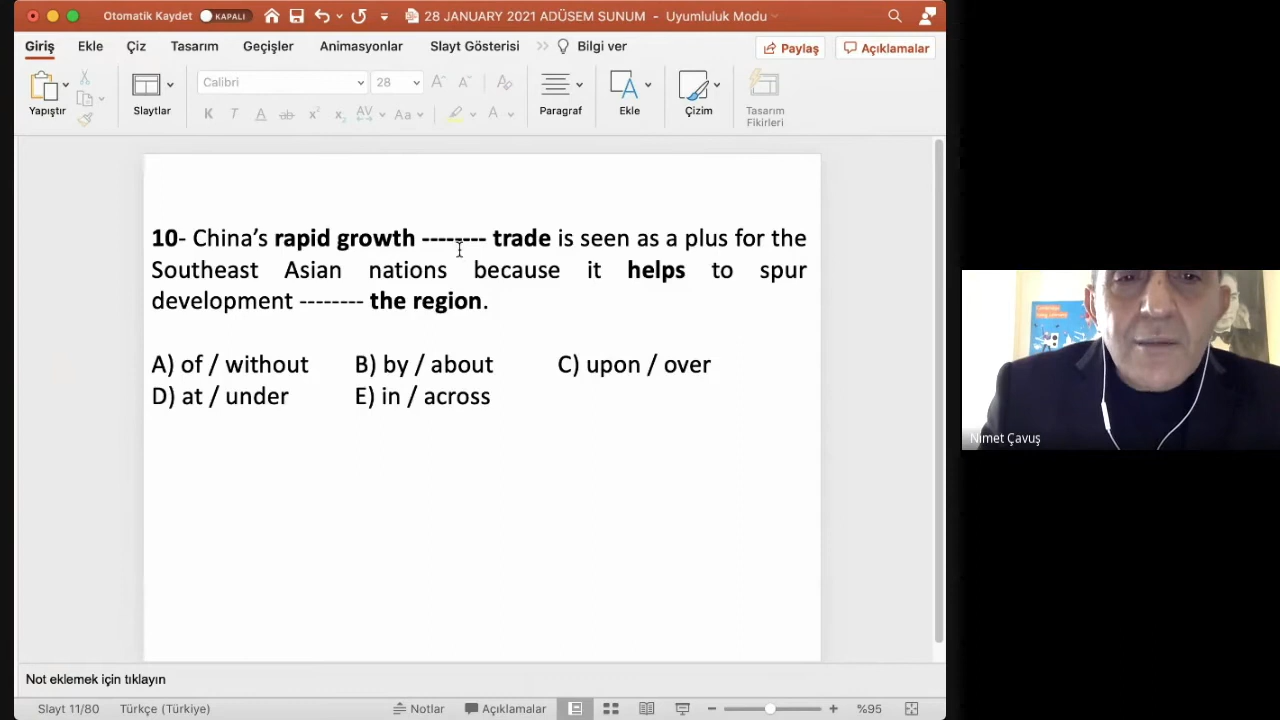 Otomatik Kaydet KAPALI 28 JANUARY 2021 ADÜSEM SUNUM - Uyumluluk Modu
Giriş Ekle Çiz Tasarım Geçişler Animasyonlar Slayt Gösterisi Bilgi ver Paylaş Açıklamalar
Calibri 28
Yapıştır Slaytlar Paragraf Ekle Çizim Tasarım Fikirleri
10- China’s rapid growth -------- trade is seen as a plus for the
Southeast Asian nations because it helps to spur
development -------- the region.
A) of / without B) by / about C) upon / over
D) at / under E) in / across
Nimet Çavuş
Not eklemek için tıklayın
Slayt 11/80 Türkçe (Türkiye) Notlar Açıklamalar %95